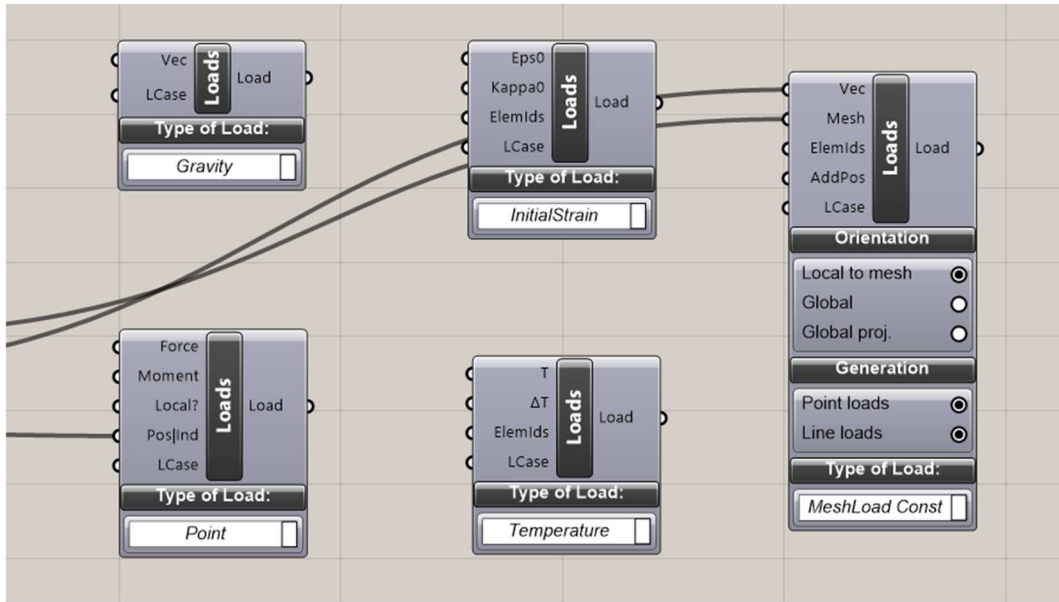 Vec
LCase
Loads
Load
Type of Load:
Gravity
Eps0
Kappa0
ElemIds
LCase
Loads
Load
Type of Load:
InitialStrain
Vec
Mesh
ElemIds
AddPos
LCase
Loads
Load
Orientation
Local to mesh
Global
Global proj.
Generation
Point loads
Line loads
Type of Load:
MeshLoad Const
Force
Moment
Local?
Pos|Ind
LCase
Loads
Load
Type of Load:
Point
T
ΔT
ElemIds
LCase
Loads
Load
Type of Load:
Temperature